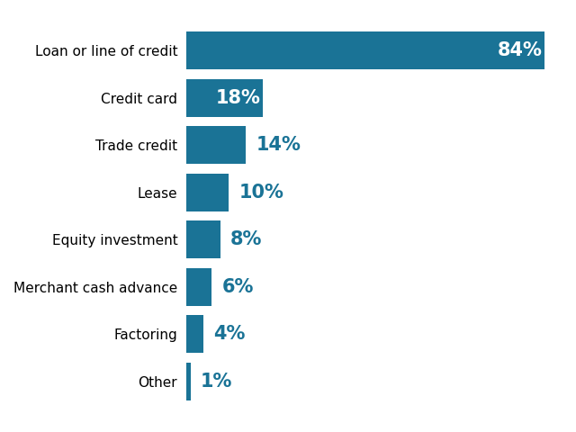 Loan or line of credit 84%
Credit card 18%
Trade credit 14%
Lease 10%
Equity investment 8%
Merchant cash advance 6%
Factoring 4%
Other 1%